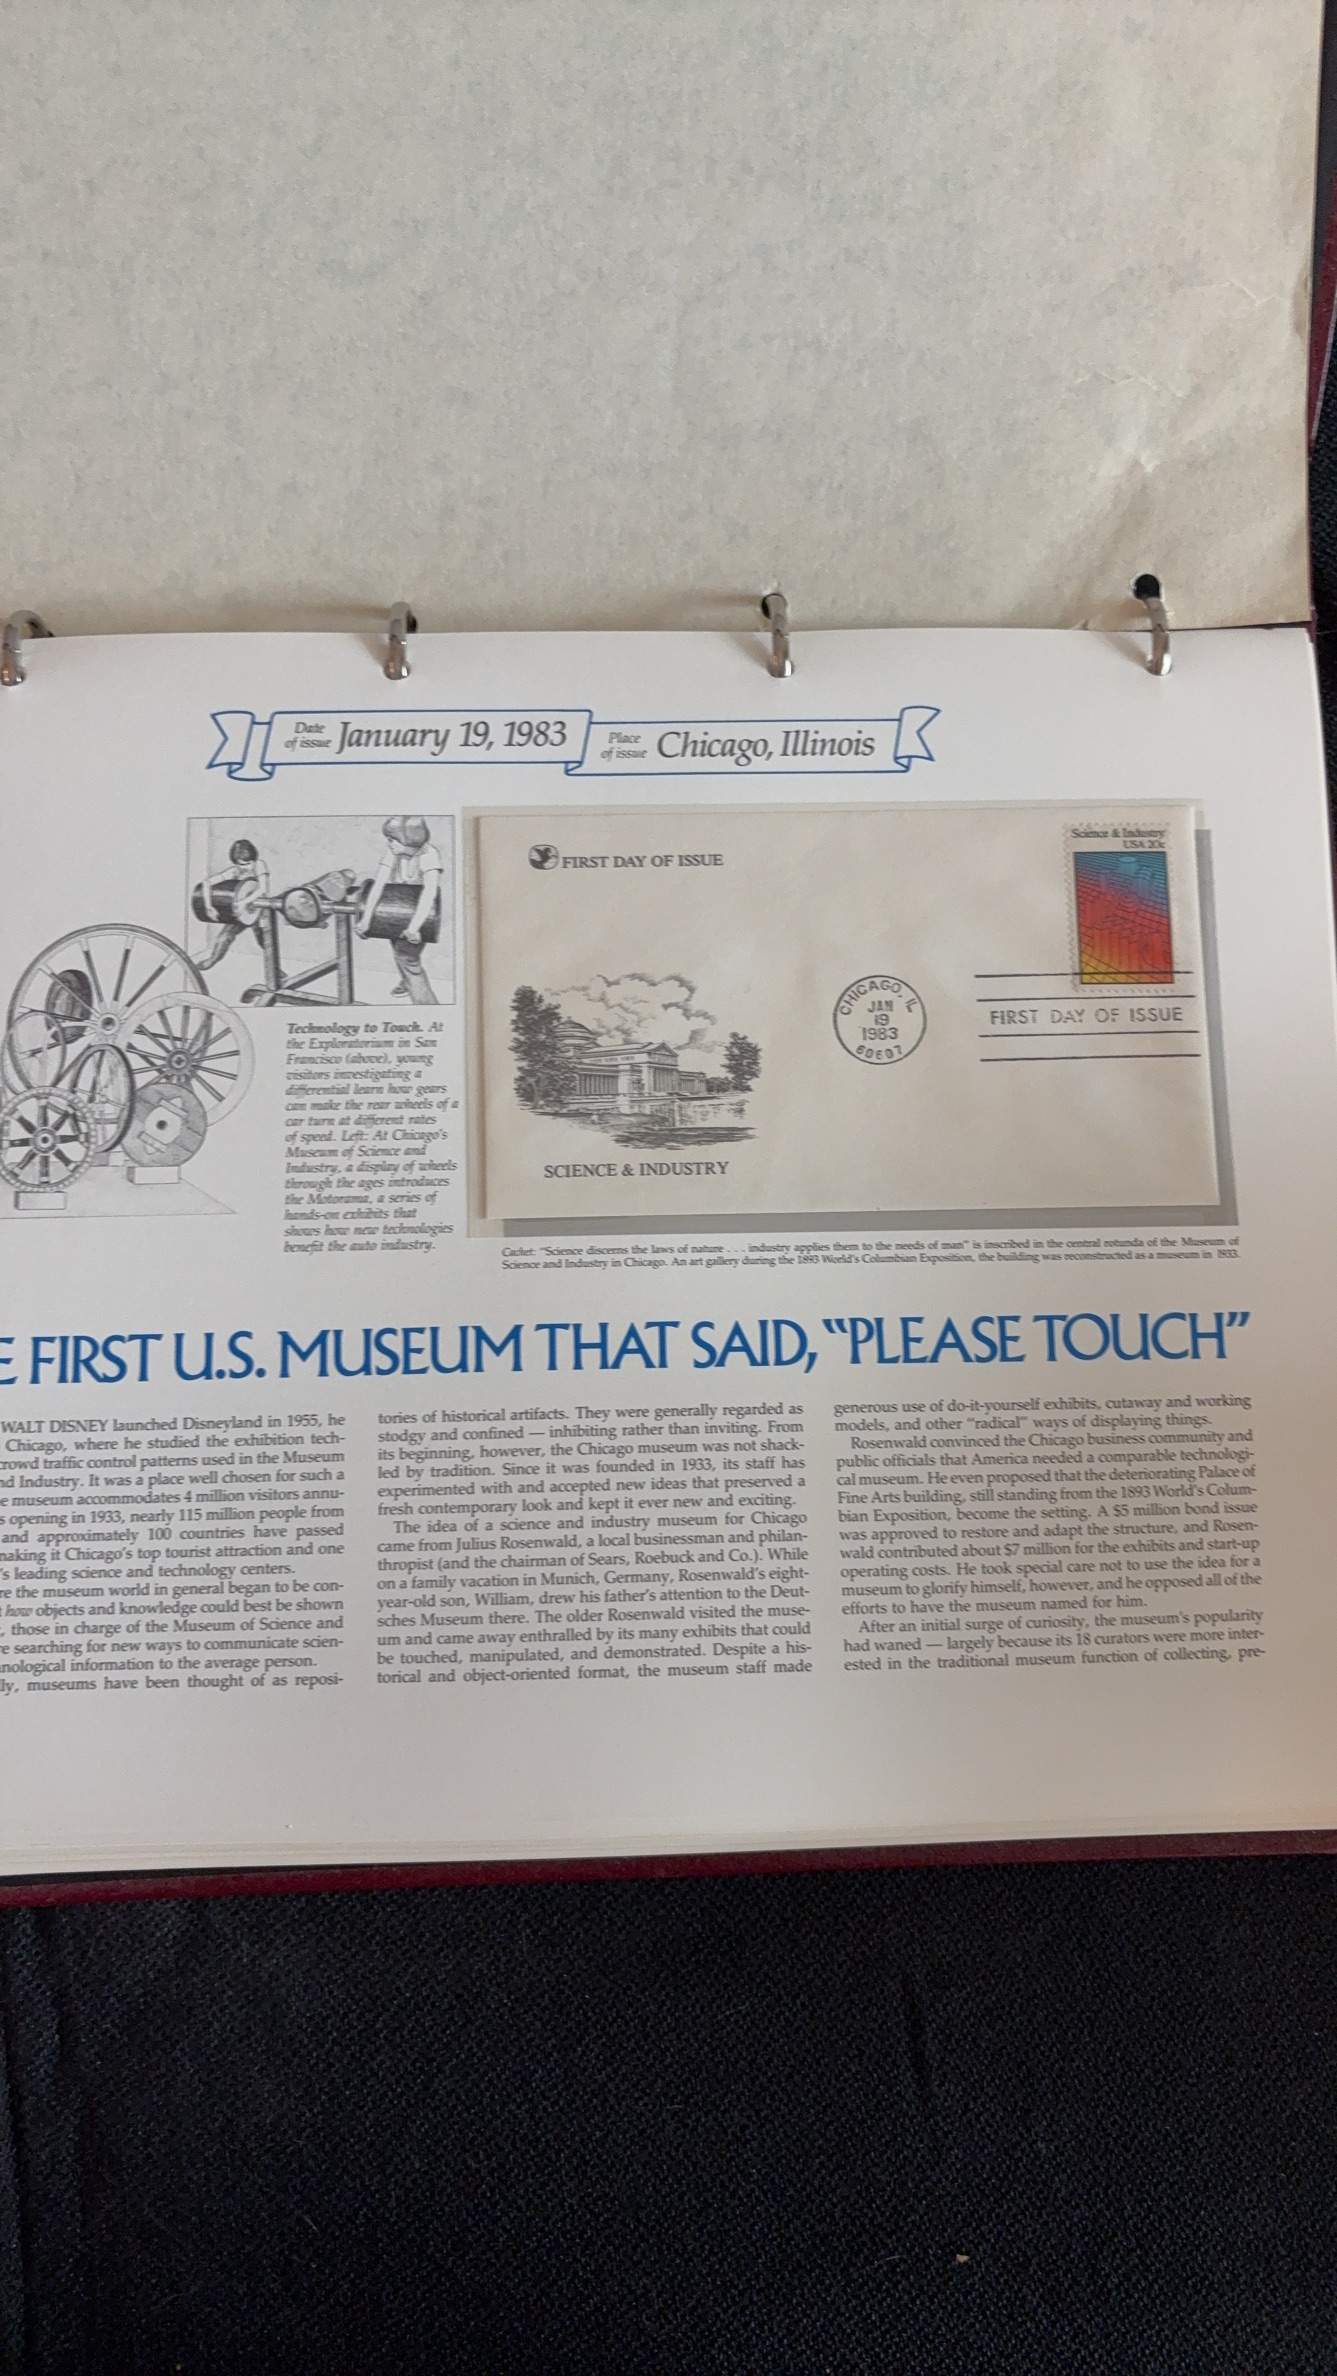 Date
of issue January 19, 1983
Place
of issue Chicago, Illinois
FIRST DAY OF ISSUE
Science & Industry
USA 20c
CHICAGO, IL
JAN
19
1983
60607
FIRST DAY OF ISSUE
SCIENCE & INDUSTRY
Technology to Touch. At
the Exploratorium in San
Francisco (above), young
visitors investigating a
differential learn how gears
can make the rear wheels of a
car turn at different rates
of speed. Left: At Chicago's
Museum of Science and
Industry, a display of wheels
through the ages introduces
the Motorama, a series of
hands-on exhibits that
shows how new technologies
benefit the auto industry.
Cachet: "Science discerns the laws of nature . . . industry applies them to the needs of man" is inscribed in the central rotunda of the Museum of
Science and Industry in Chicago. An art gallery during the 1893 World's Columbian Exposition, the building was reconstructed as a museum in 1933.
E FIRST U.S. MUSEUM THAT SAID, "PLEASE TOUCH"
WALT DISNEY launched Disneyland in 1955, he
Chicago, where he studied the exhibition tech-
rowd traffic control patterns used in the Museum
nd Industry. It was a place well chosen for such a
e museum accommodates 4 million visitors annu-
s opening in 1933, nearly 115 million people from
and approximately 100 countries have passed
naking it Chicago's top tourist attraction and one
's leading science and technology centers.
re the museum world in general began to be con-
how objects and knowledge could best be shown
, those in charge of the Museum of Science and
e searching for new ways to communicate scien-
nological information to the average person.
lly, museums have been thought of as reposi-
tories of historical artifacts. They were generally regarded as
stodgy and confined — inhibiting rather than inviting. From
its beginning, however, the Chicago museum was not shack-
led by tradition. Since it was founded in 1933, its staff has
experimented with and accepted new ideas that preserved a
fresh contemporary look and kept it ever new and exciting.
The idea of a science and industry museum for Chicago
came from Julius Rosenwald, a local businessman and philan-
thropist (and the chairman of Sears, Roebuck and Co.). While
on a family vacation in Munich, Germany, Rosenwald's eight-
year-old son, William, drew his father's attention to the Deut-
sches Museum there. The older Rosenwald visited the muse-
um and came away enthralled by its many exhibits that could
be touched, manipulated, and demonstrated. Despite a his-
torical and object-oriented format, the museum staff made
generous use of do-it-yourself exhibits, cutaway and working
models, and other "radical" ways of displaying things.
Rosenwald convinced the Chicago business community and
public officials that America needed a comparable technologi-
cal museum. He even proposed that the deteriorating Palace of
Fine Arts building, still standing from the 1893 World's Colum-
bian Exposition, become the setting. A $5 million bond issue
was approved to restore and adapt the structure, and Rosen-
wald contributed about $7 million for the exhibits and start-up
operating costs. He took special care not to use the idea for a
museum to glorify himself, however, and he opposed all of the
efforts to have the museum named for him.
After an initial surge of curiosity, the museum's popularity
had waned — largely because its 18 curators were more inter-
ested in the traditional museum function of collecting, pre-